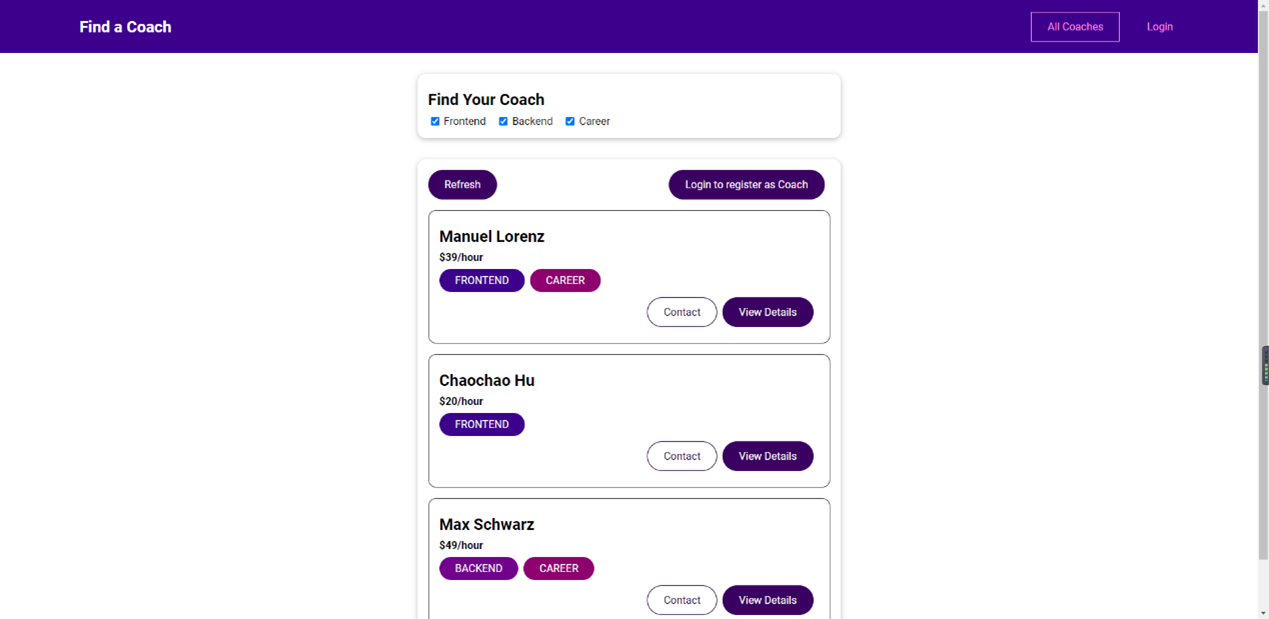 Find a Coach All Coaches Login
Find Your Coach
Frontend Backend Career
Refresh Login to register as Coach
Manuel Lorenz
$39/hour
FRONTEND CAREER
Contact View Details
Chaochao Hu
$20/hour
FRONTEND
Contact View Details
Max Schwarz
$49/hour
BACKEND CAREER
Contact View Details